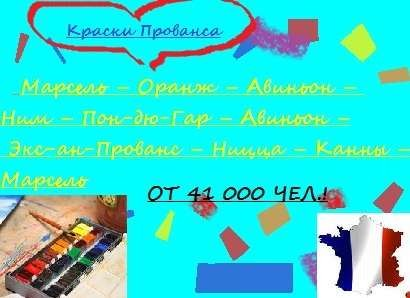 Краски Прованса
Марсель – Оранж – Авиньон –
Ним – Пон-дю-Гар – Авиньон –
Экс-ан-Прованс – Ницца – Канны –
Марсель
ОТ 41 000 ЧЕЛ.!